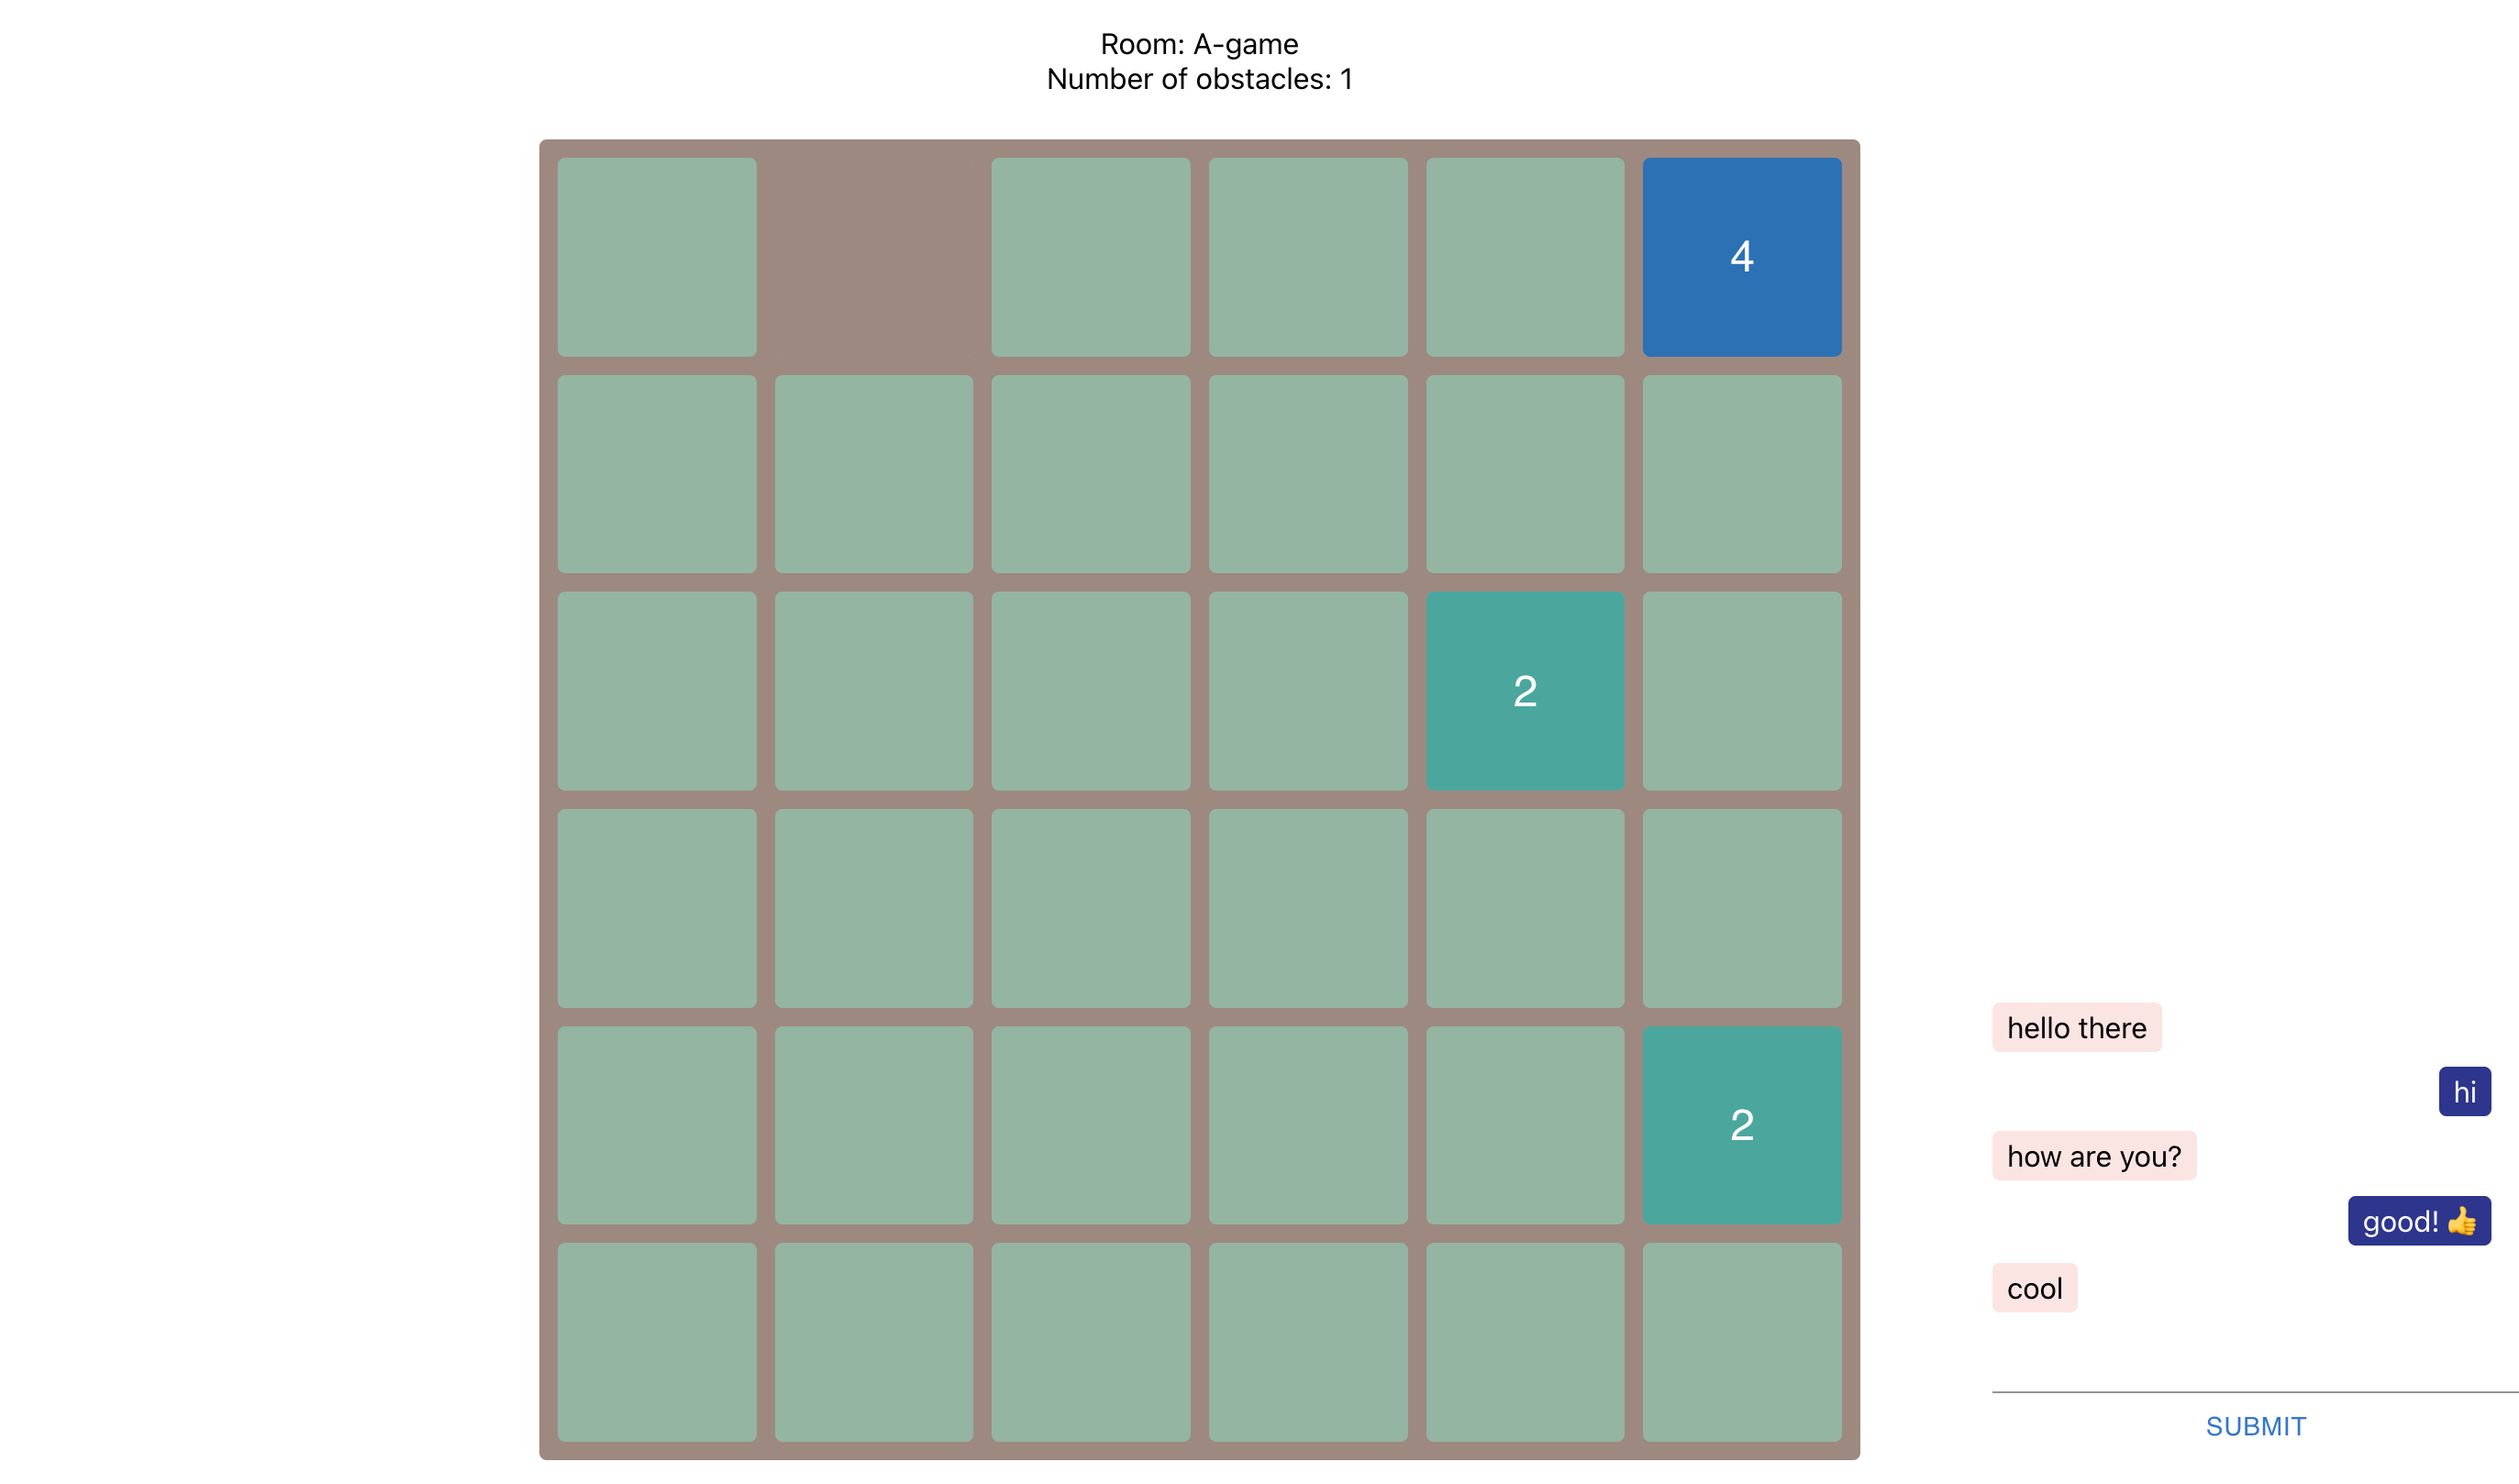 Room: A-game
Number of obstacles: 1
4
2
2
hello there
hi
how are you?
good! 👍
cool
SUBMIT